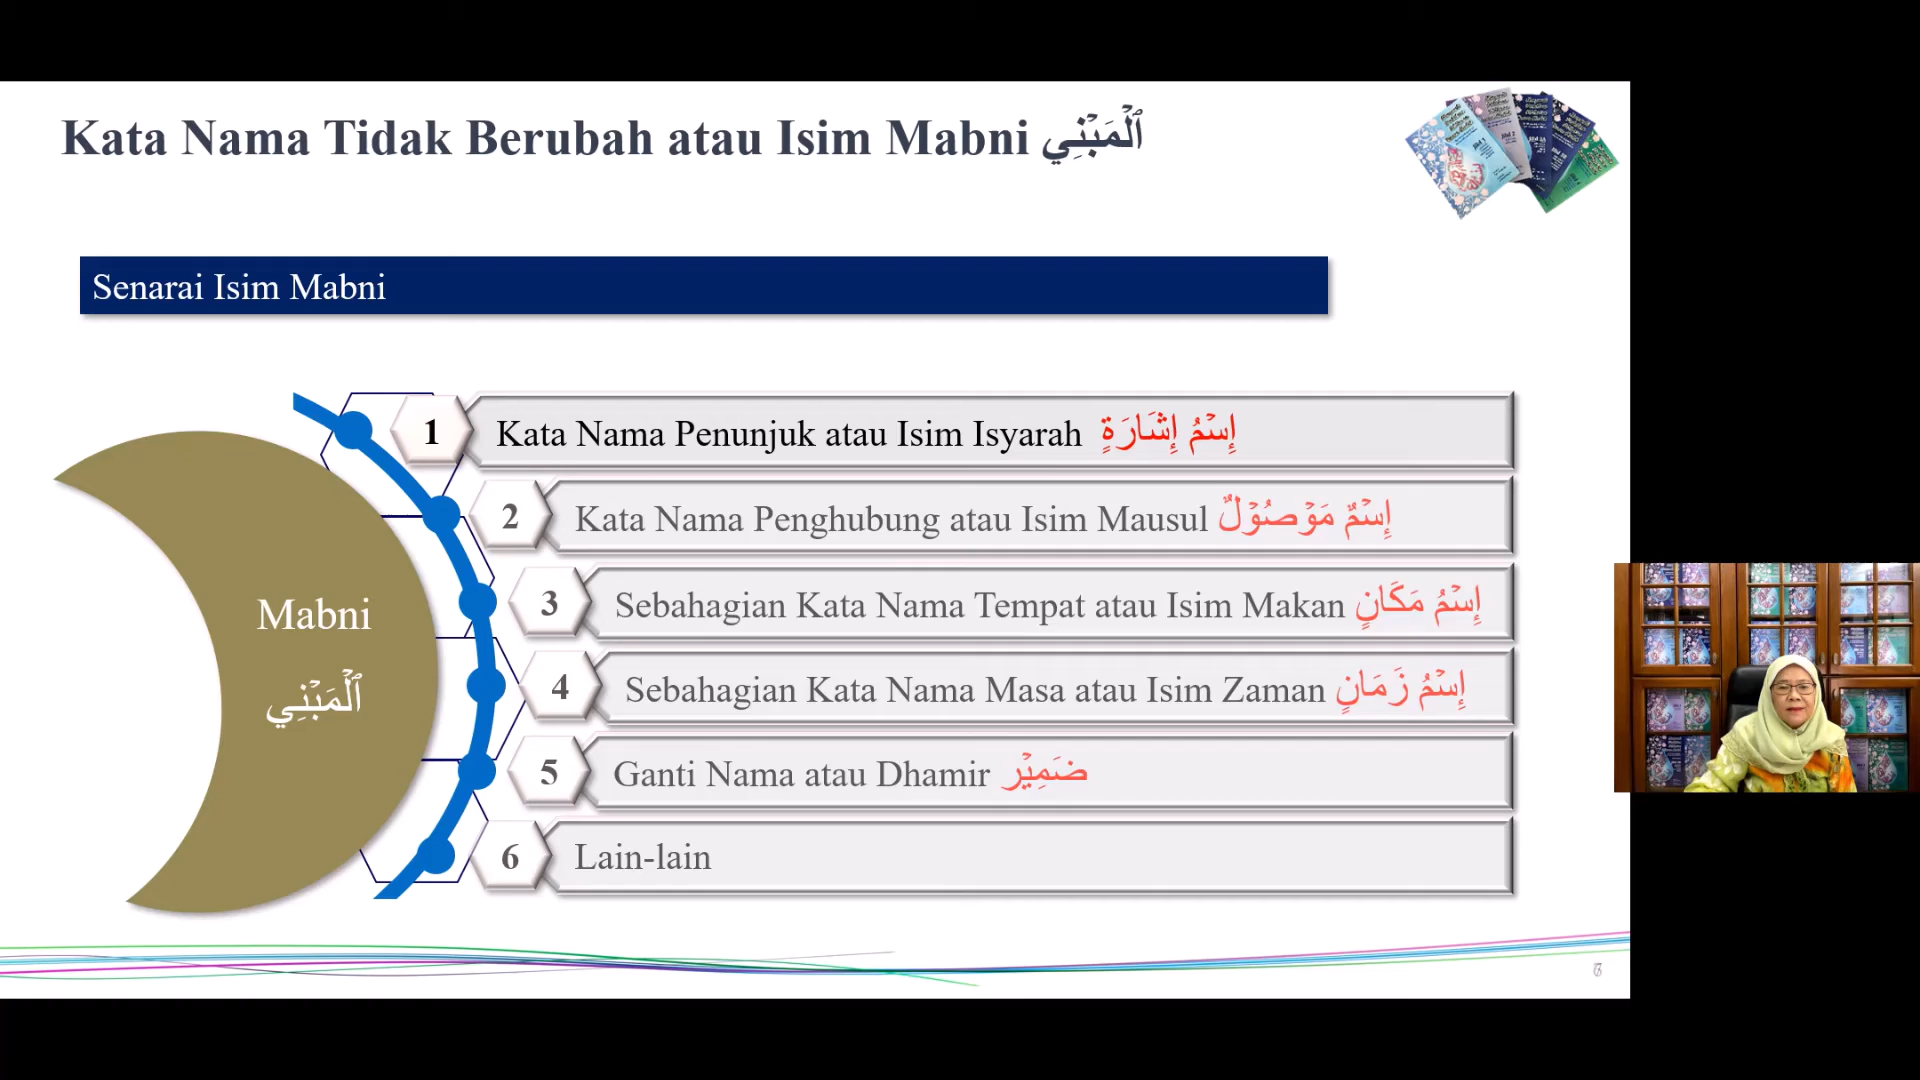 Kata Nama Tidak Berubah atau Isim Mabni ٱلْمَبْنِي
Senarai Isim Mabni
Mabni
ٱلْمَبْنِي
1 Kata Nama Penunjuk atau Isim Isyarah إِسْمُ إِشَارَةٍ
2 Kata Nama Penghubung atau Isim Mausul إِسْمٌ مَوْصُوْلٌ
3 Sebahagian Kata Nama Tempat atau Isim Makan إِسْمُ مَكَانٍ
4 Sebahagian Kata Nama Masa atau Isim Zaman إِسْمُ زَمَانٍ
5 Ganti Nama atau Dhamir ضَمِيْر
6 Lain-lain